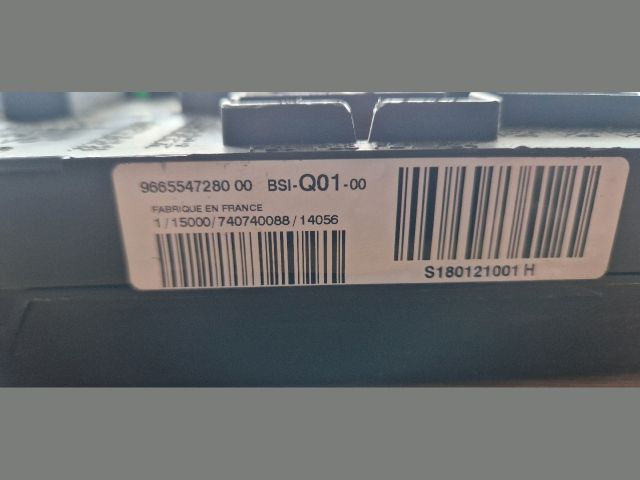 9665547280 00 BSI-Q01-00
FABRIQUE EN FRANCE
1/15000/740740088/14056
S180121001 H